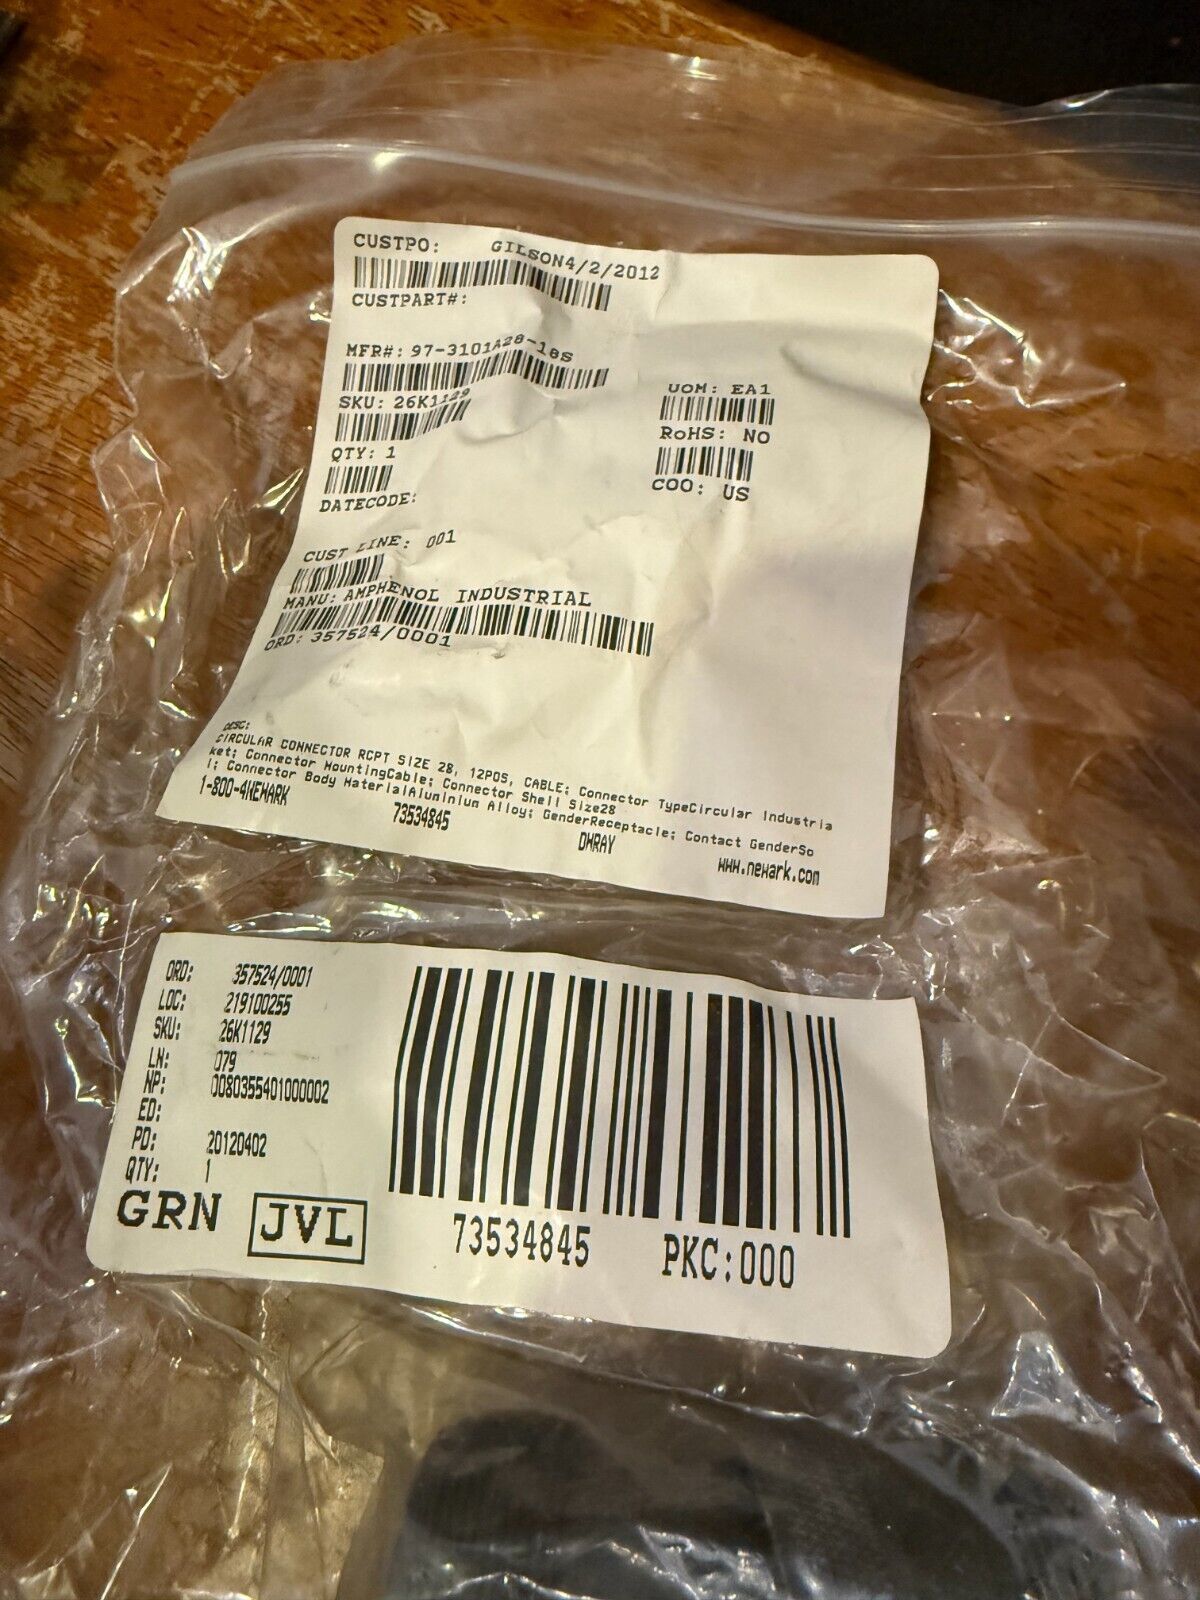 CUSTPO: GILSON4/2/2012
CUSTPART#:
MFR#: 97-3101A28-18S
SKU: 26K1129
UOM: EA1
QTY: 1
RoHS: NO
DATECODE:
COO: US
CUST LINE: 001
MANU: AMPHENOL INDUSTRIAL
ORD: 357524/0001
DESC:
CIRCULAR CONNECTOR RCPT SIZE 28, 12POS, CABLE; Connector TypeCircular Industria
l; Connector Body MaterialAluminium Alloy; GenderReceptacle; Contact GenderSo
ket; Connector MountingCable; Connector Shell Size28
1-800-4NEWARK 73534845 DWRAY www.newark.com
ORD: 357524/0001
LOC: 219100255
SKU: 26K1129
LN: 079
NP: 0080355401000002
ED:
PD: 20120402
QTY: 1
GRN JVL 73534845 PKC:000